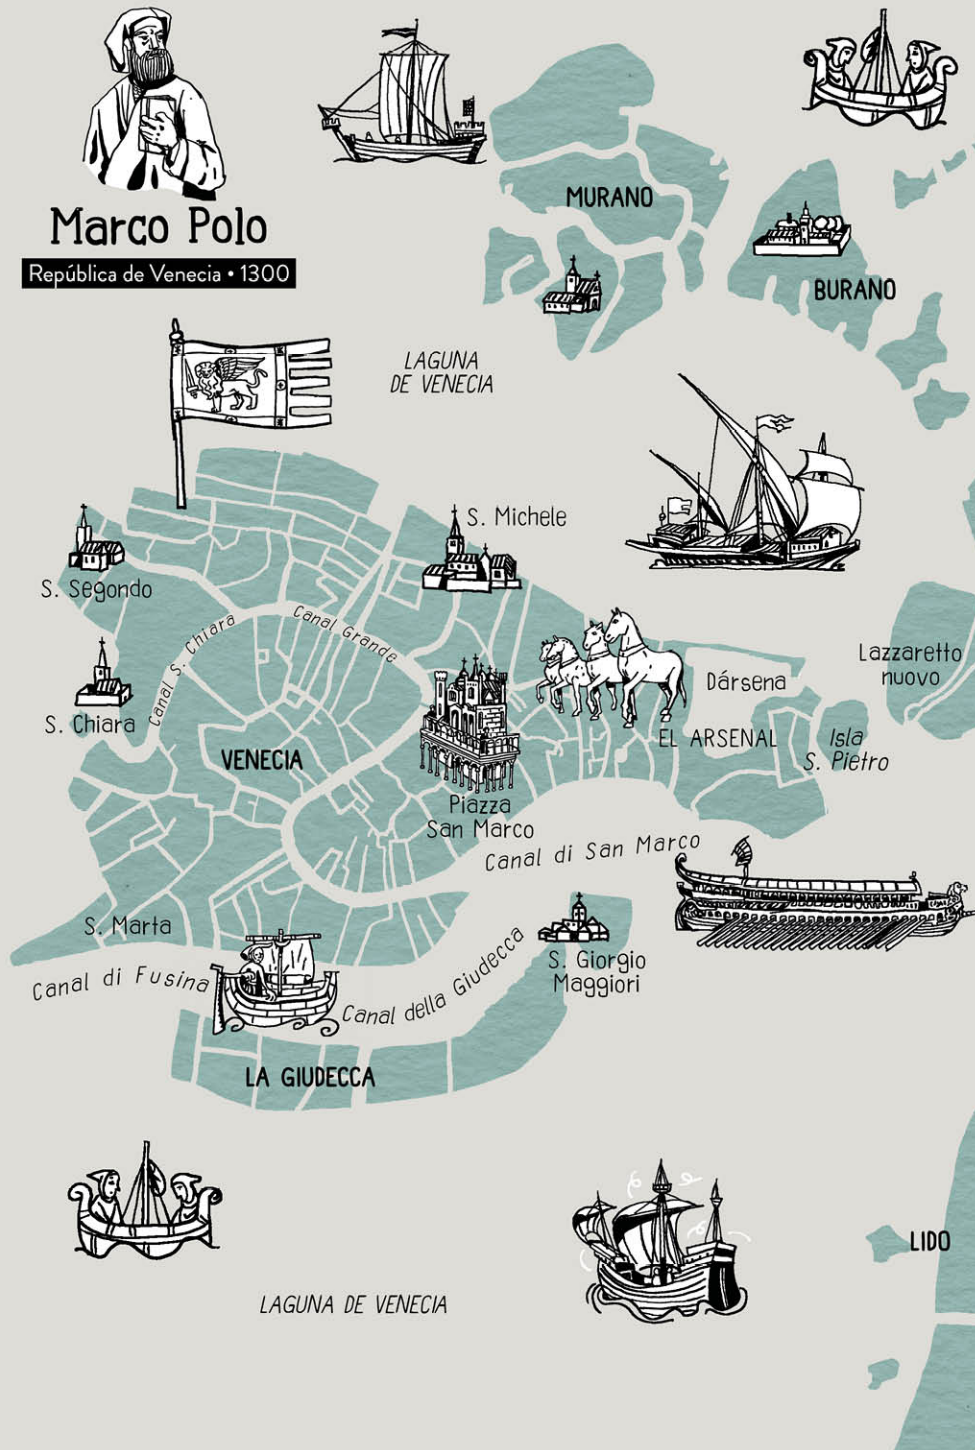 Marco Polo
República de Venecia • 1300
MURANO
BURANO
LAGUNA
DE VENECIA
S. Michele
S. Segondo
Canal S. Chiara
Canal Grande
S. Chiara
Lazzaretto
nuovo
Dársena
EL ARSENAL
Isla
S. Pietro
VENECIA
Piazza
San Marco
Canal di San Marco
S. Marta
Canal di Fusina
Canal della Giudecca
S. Giorgio
Maggiori
LA GIUDECCA
LIDO
LAGUNA DE VENECIA